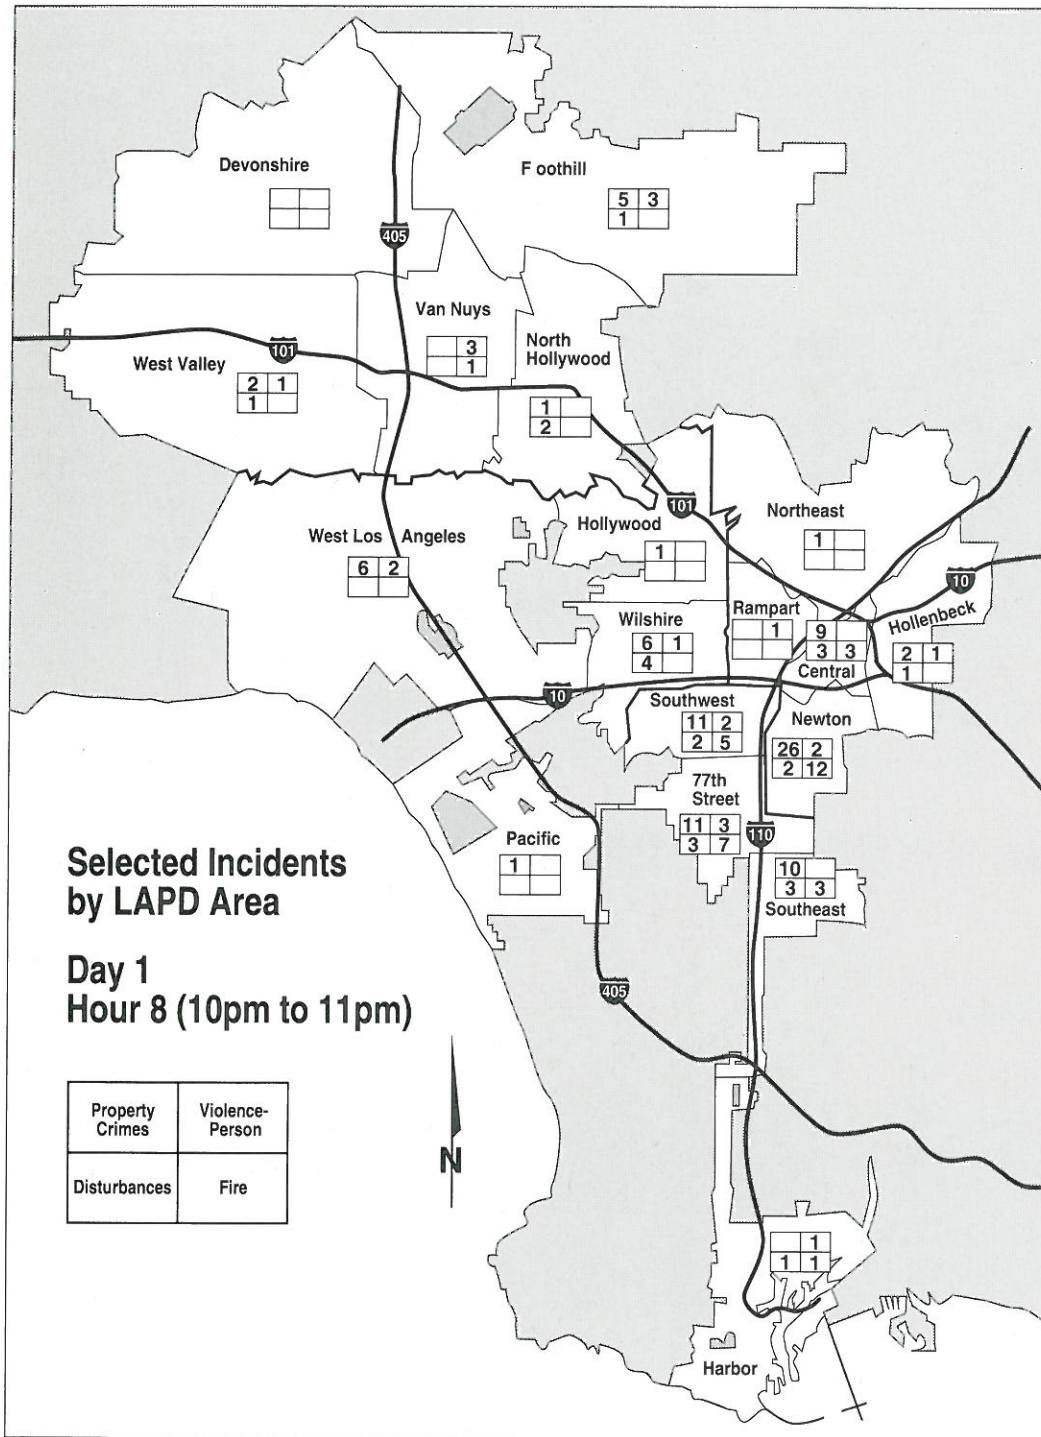 Devonshire
F oothill
5 3
1
405
Van Nuys
3
1
North
Hollywood
1
2
101
West Valley
2 1
1
West Los Angeles
6 2
Hollywood
1
101
Northeast
1
10
Wilshire
6 1
4
Rampart
1
9
3 3
Central
Hollenbeck
2 1
1
10
Southwest
11 2
2 5
Newton
26 2
2 12
77th
Street
11 3
3 7
110
Pacific
1
10
3 3
Southeast
Selected Incidents
by LAPD Area
Day 1
Hour 8 (10pm to 11pm)
405
Property
Crimes
Violence-
Person
Disturbances
Fire
N
1
1 1
Harbor